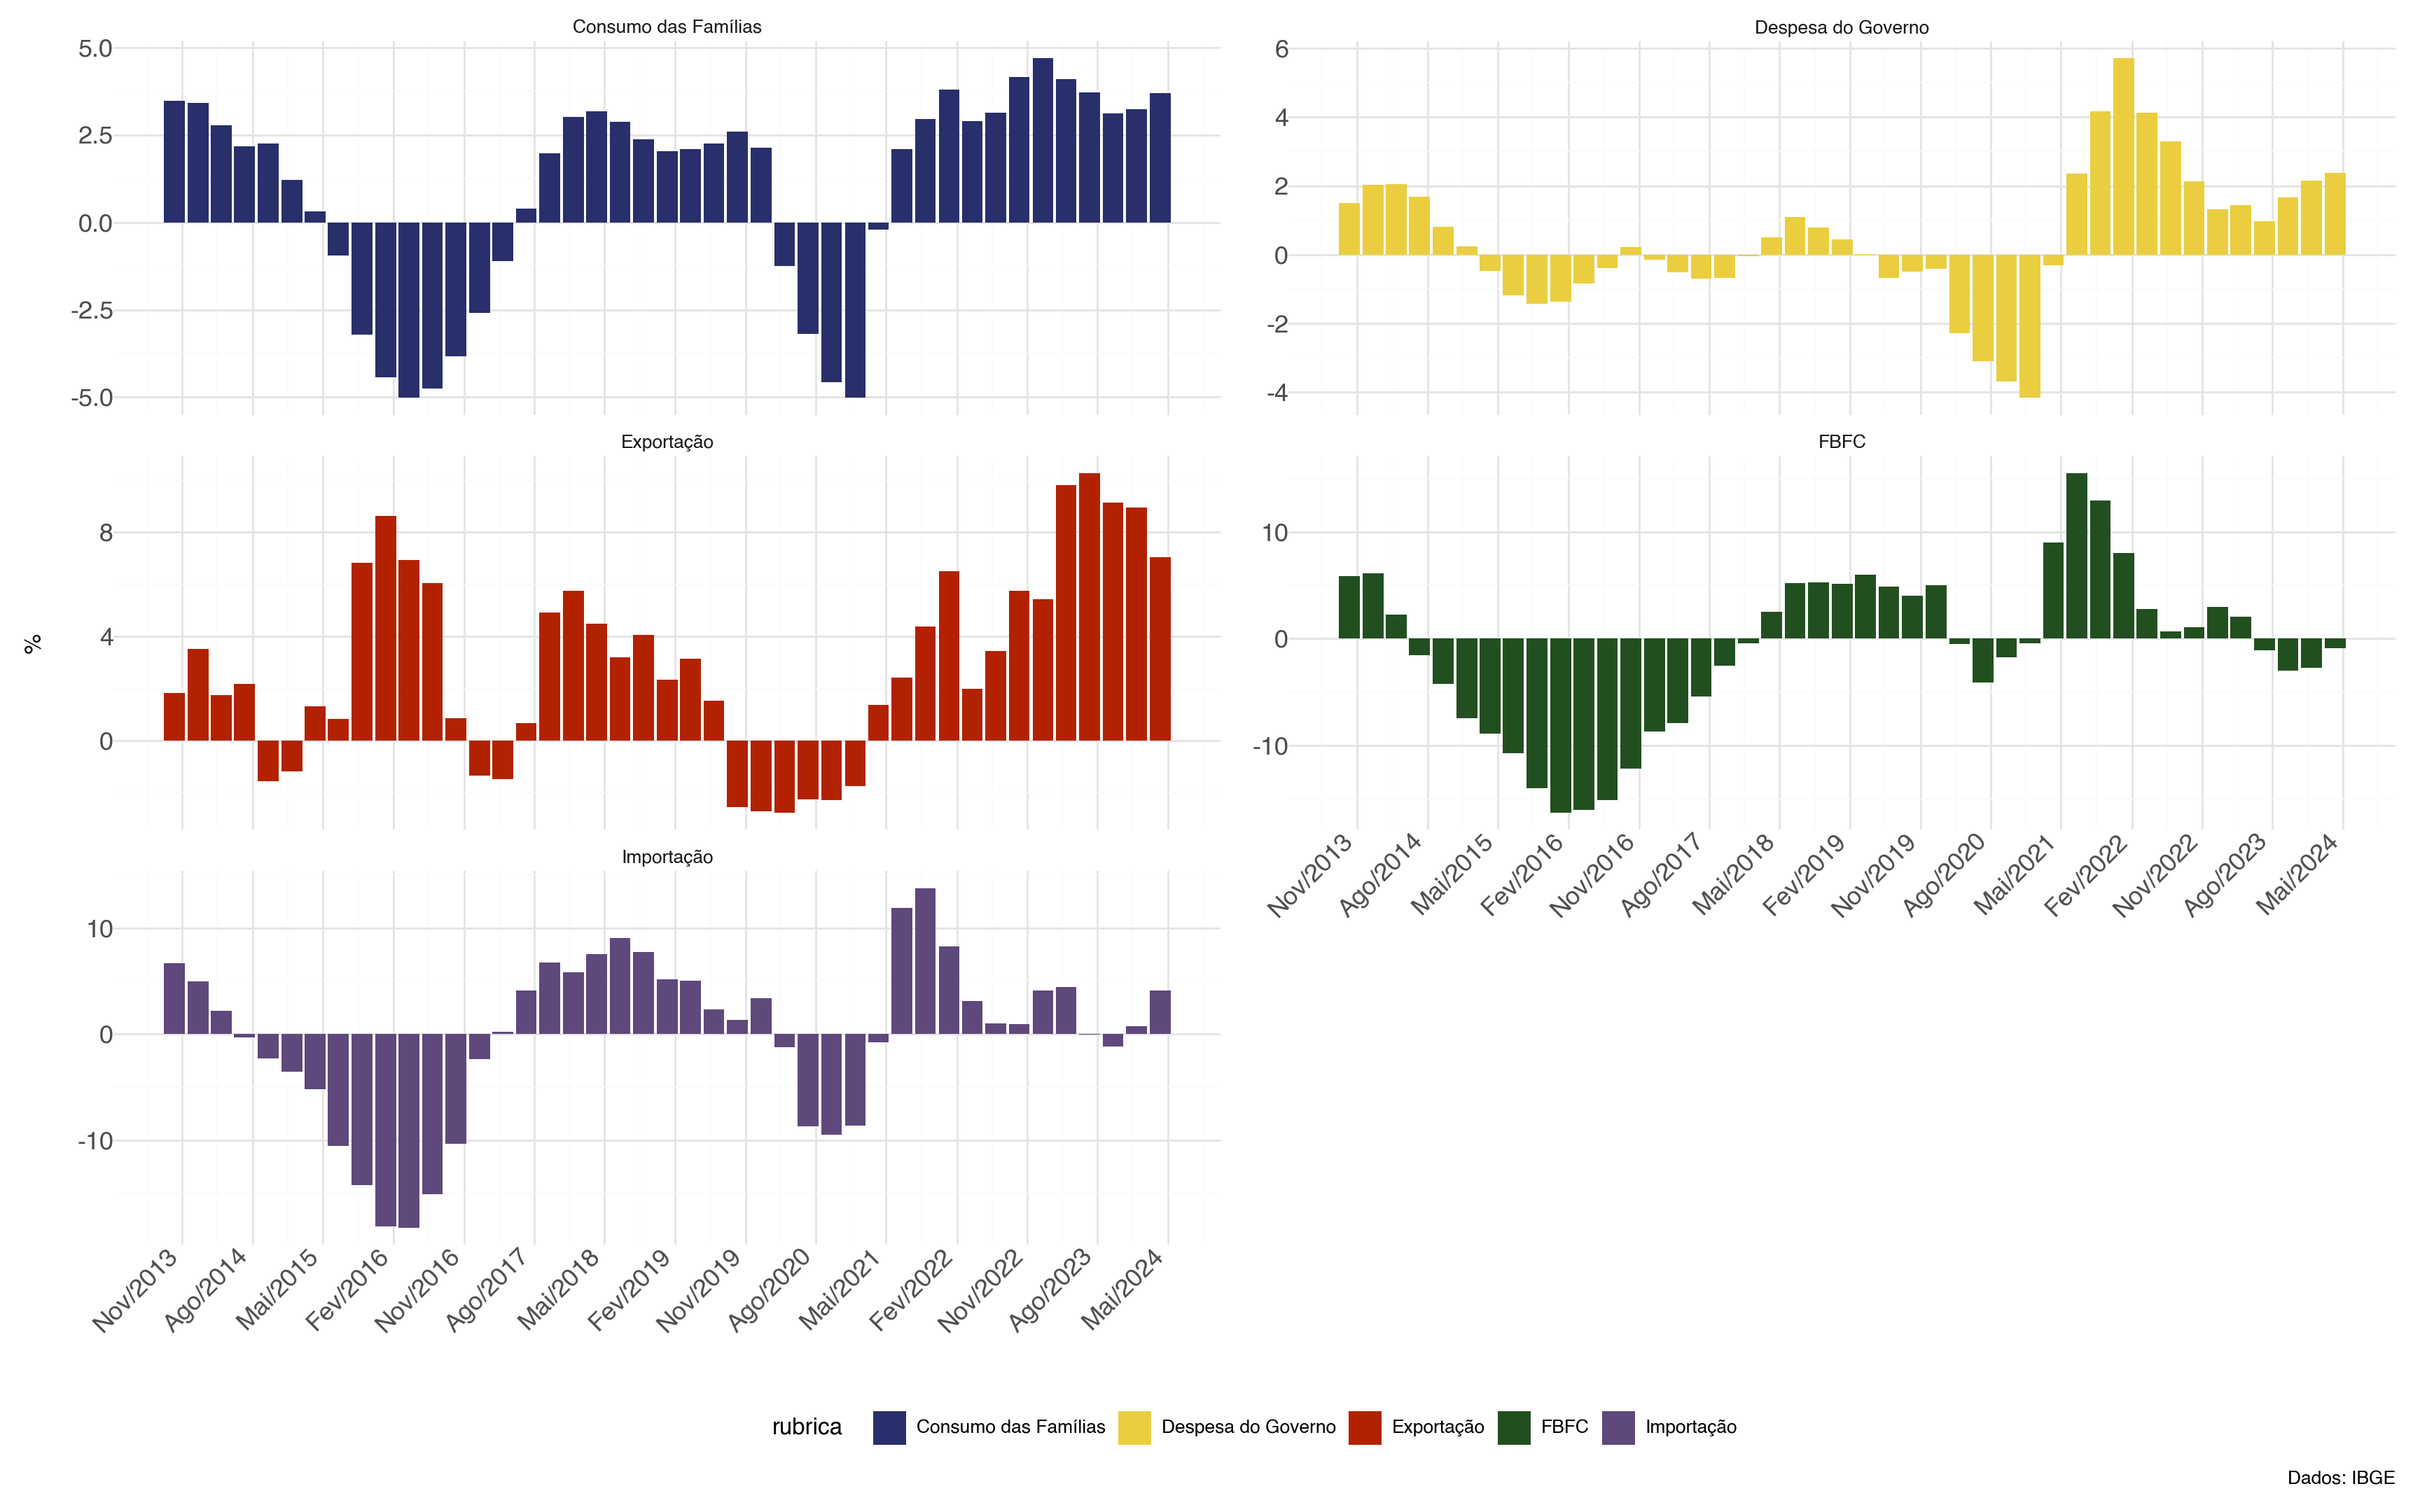 Consumo das Famílias
5.0
2.5
0.0
-2.5
-5.0
Despesa do Governo
6
4
2
0
-2
-4
%
Exportação
8
4
0
FBFC
10
0
-10
Nov/2013
Ago/2014
Mai/2015
Fev/2016
Nov/2016
Ago/2017
Mai/2018
Fev/2019
Nov/2019
Ago/2020
Mai/2021
Fev/2022
Nov/2022
Ago/2023
Mai/2024
Importação
10
0
-10
Nov/2013
Ago/2014
Mai/2015
Fev/2016
Nov/2016
Ago/2017
Mai/2018
Fev/2019
Nov/2019
Ago/2020
Mai/2021
Fev/2022
Nov/2022
Ago/2023
Mai/2024
rubrica Consumo das Famílias Despesa do Governo Exportação FBFC Importação
Dados: IBGE